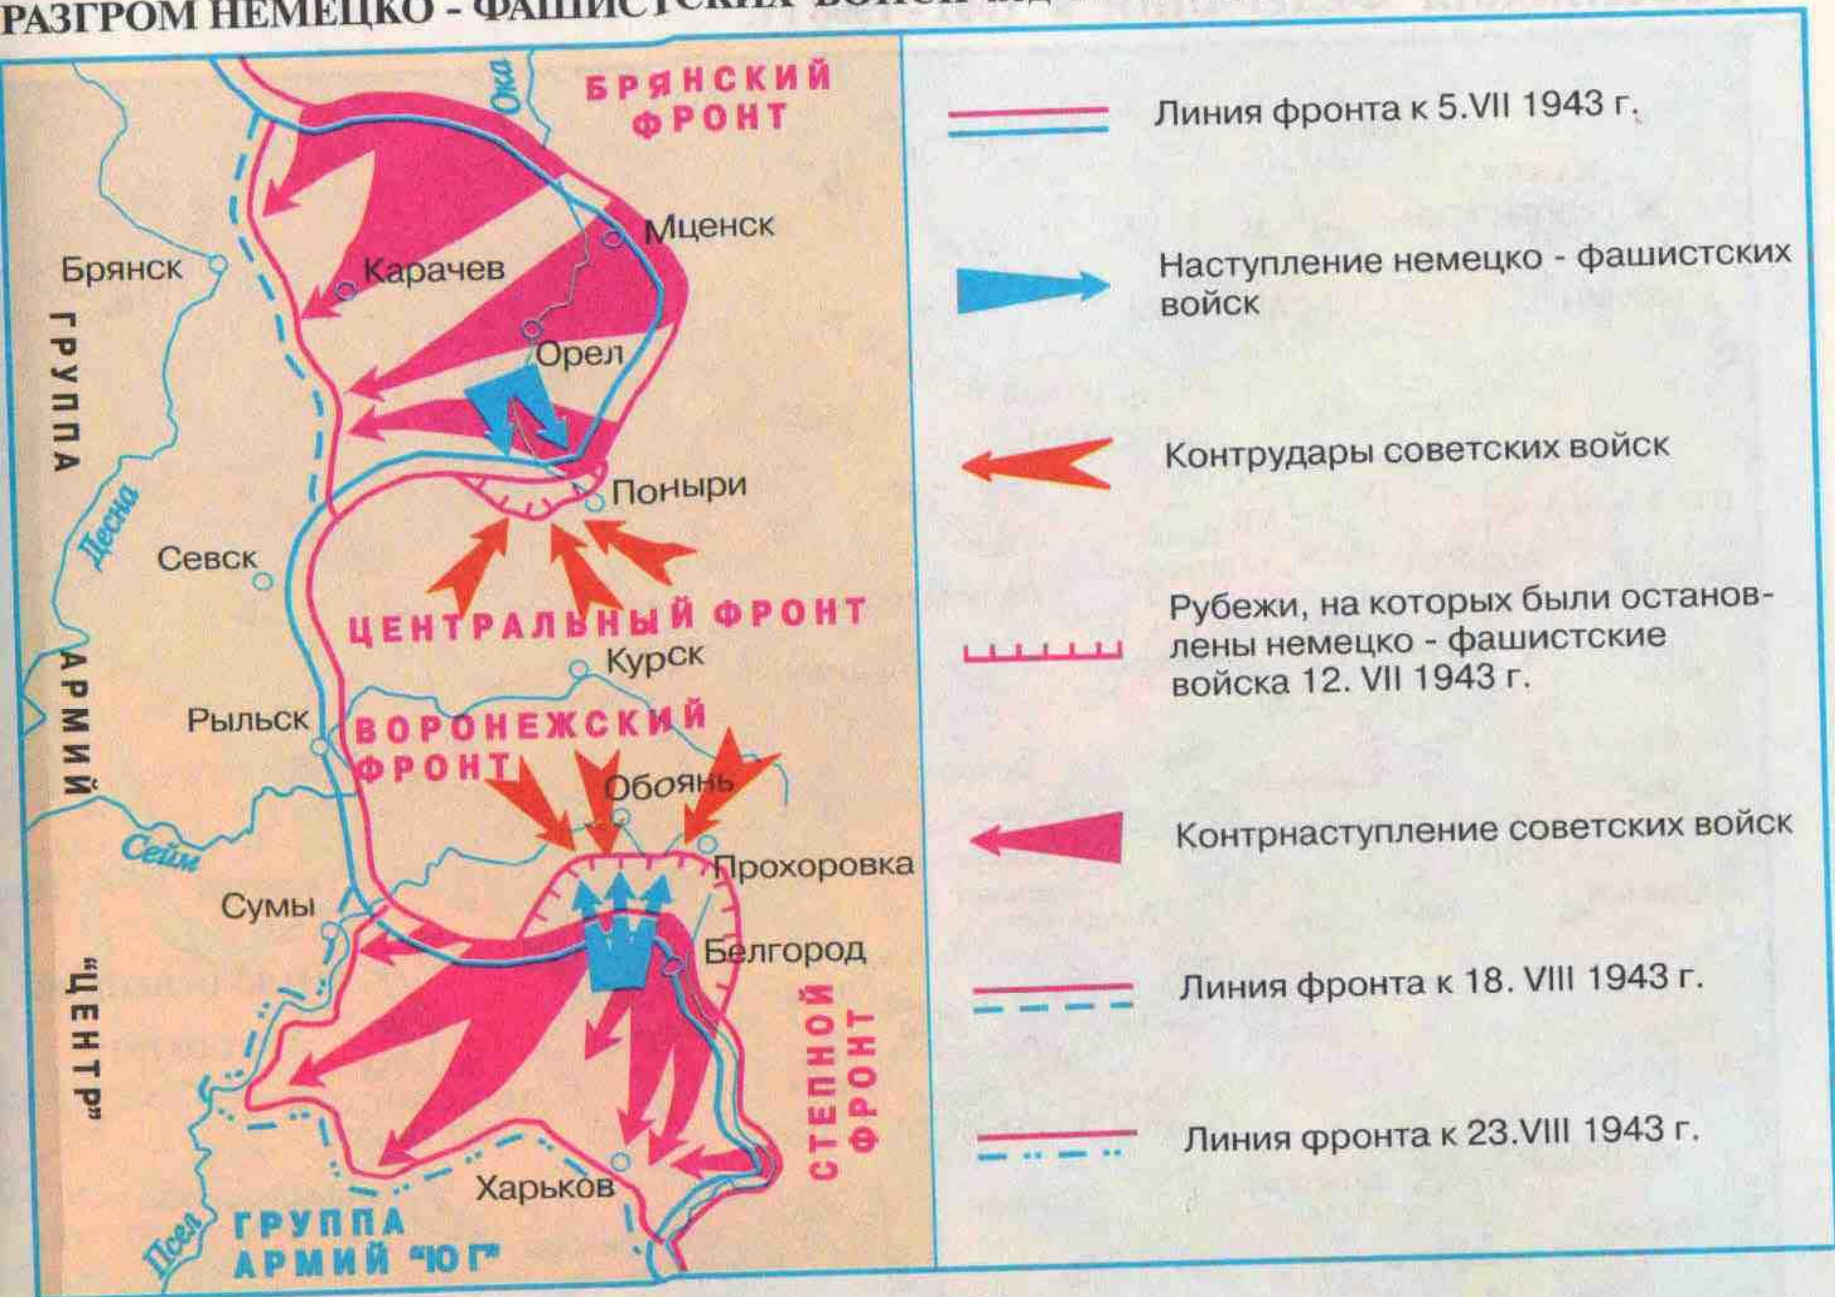 РАЗГРОМ НЕМЕЦКО - ФАШИСТСКИХ ВОЙСК
Ока
БРЯНСКИЙ
ФРОНТ
Мценск
Брянск
Карачев
Орел
Поныри
Десна
Севск
ЦЕНТРАЛЬНЫЙ ФРОНТ
Курск
Рыльск
ВОРОНЕЖСКИЙ
ФРОНТ
Обоянь
Сейм
Прохоровка
Сумы
Белгород
СТЕПНОЙ
ФРОНТ
Харьков
Псел
ГРУППА
АРМИЙ "ЮГ"
ГРУППА АРМИЙ "ЦЕНТР"
Линия фронта к 5.VII 1943 г.
Наступление немецко - фашистских
войск
Контрудары советских войск
Рубежи, на которых были останов-
лены немецко - фашистские
войска 12. VII 1943 г.
Контрнаступление советских войск
Линия фронта к 18. VIII 1943 г.
Линия фронта к 23.VIII 1943 г.